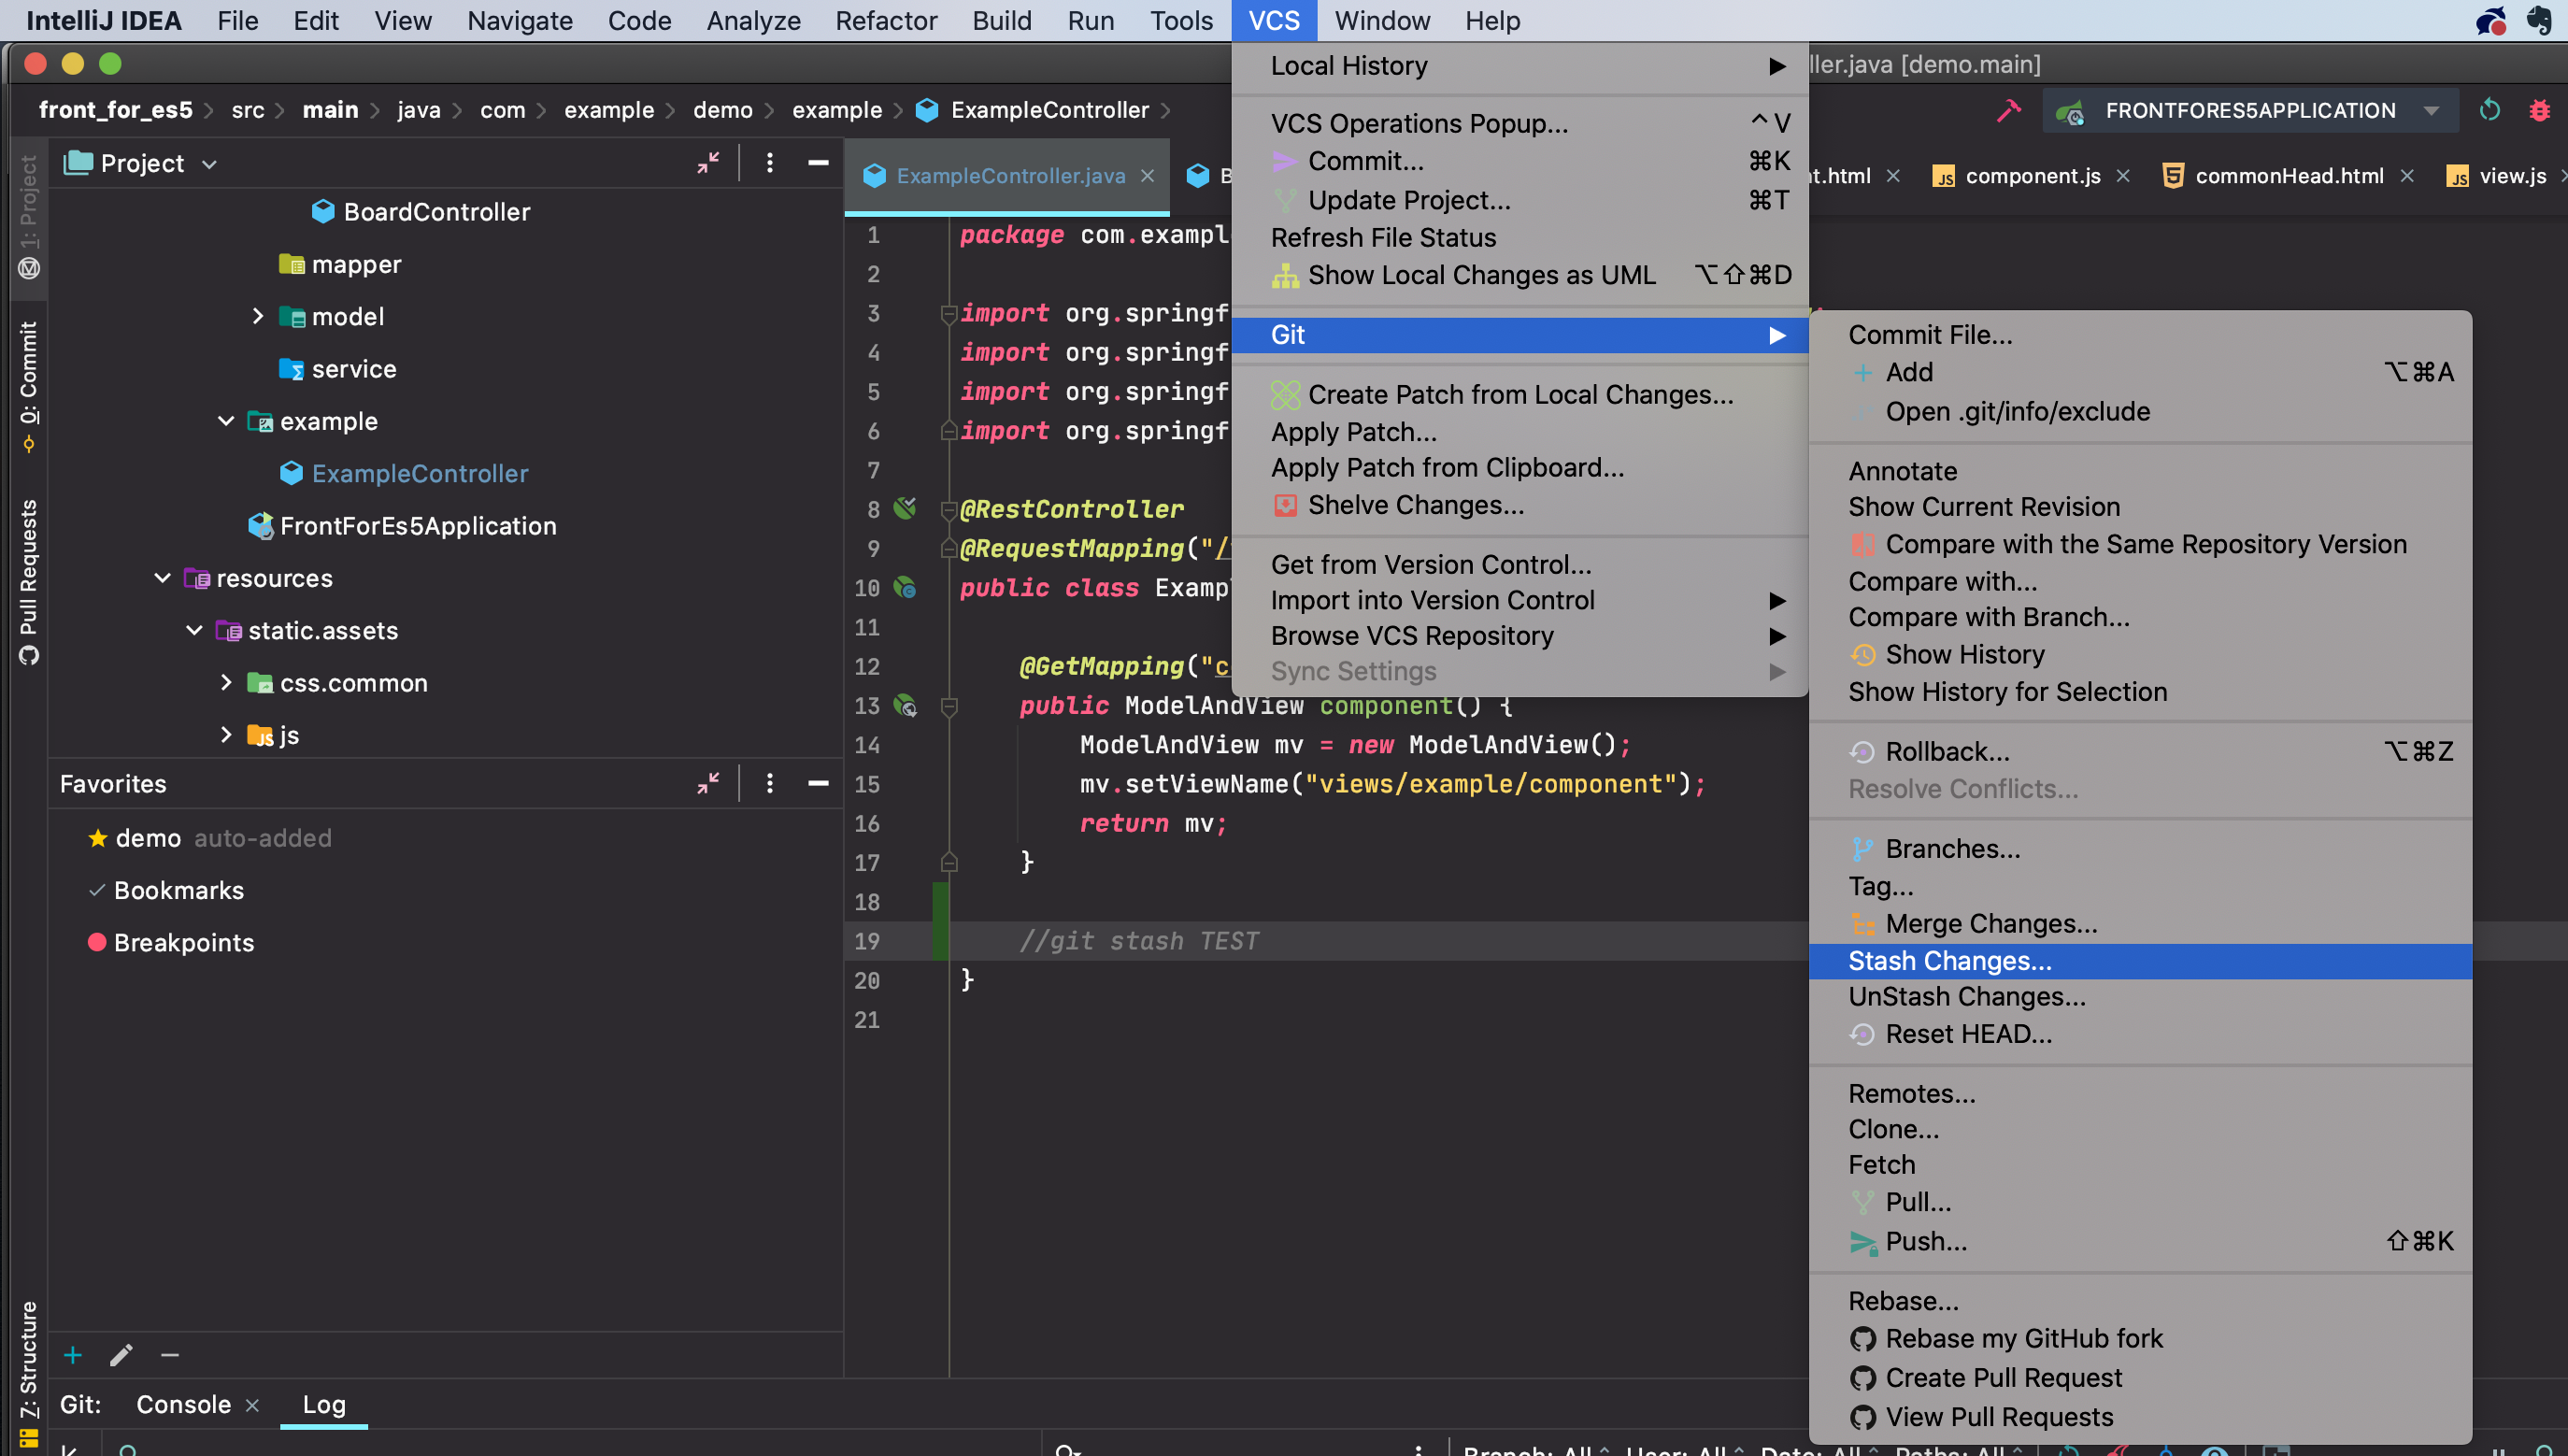 IntelliJ IDEA File Edit View Navigate Code Analyze Refactor Build Run Tools VCS Window Help
ller.java [demo.main]
front_for_es5 src main java com example demo example ExampleController
FRONTFORES5APPLICATION
Project
ExampleController.java
B
t.html component.js commonHead.html view.js
1: Project
0: Commit
Pull Requests
Z: Structure
BoardController
mapper
model
service
example
ExampleController
FrontForEs5Application
resources
static.assets
css.common
js
Favorites
demo auto-added
Bookmarks
Breakpoints
1 package com.exampl
2
3 import org.springf
4 import org.springf
5 import org.springf
6 import org.springf
7
8 @RestController
9 @RequestMapping("/
10 public class Examp
11
12 @GetMapping("c
13 public ModelAndView component() {
14 ModelAndView mv = new ModelAndView();
15 mv.setViewName("views/example/component");
16 return mv;
17 }
18
19 //git stash TEST
20 }
21
Local History
VCS Operations Popup... ^V
Commit... ⌘K
Update Project... ⌘T
Refresh File Status
Show Local Changes as UML ⌥⇧⌘D
Git
Create Patch from Local Changes...
Apply Patch...
Apply Patch from Clipboard...
Shelve Changes...
Get from Version Control...
Import into Version Control
Browse VCS Repository
Sync Settings
Commit File...
Add ⌥⌘A
Open .git/info/exclude
Annotate
Show Current Revision
Compare with the Same Repository Version
Compare with...
Compare with Branch...
Show History
Show History for Selection
Rollback... ⌥⌘Z
Resolve Conflicts...
Branches...
Tag...
Merge Changes...
Stash Changes...
UnStash Changes...
Reset HEAD...
Remotes...
Clone...
Fetch
Pull...
Push... ⇧⌘K
Rebase...
Rebase my GitHub fork
Create Pull Request
View Pull Requests
Git: Console Log
Branch: All User: All Date: All Paths: All